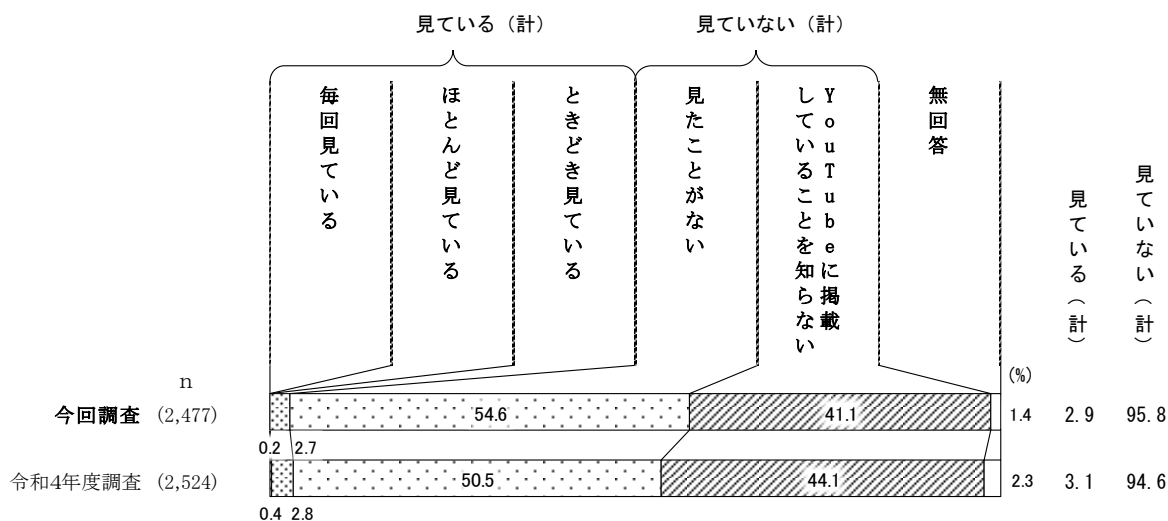 見ている（計）
見ていない（計）
毎回見ている
ほとんど見ている
ときどき見ている
見たことがない
YouTubeに掲載
していることを知らない
無回答
見ている（計）
見ていない（計）
(%)
n
今回調査 (2,477)
54.6
41.1
1.4
2.9
95.8
0.2
2.7
令和4年度調査 (2,524)
50.5
44.1
2.3
3.1
94.6
0.4
2.8